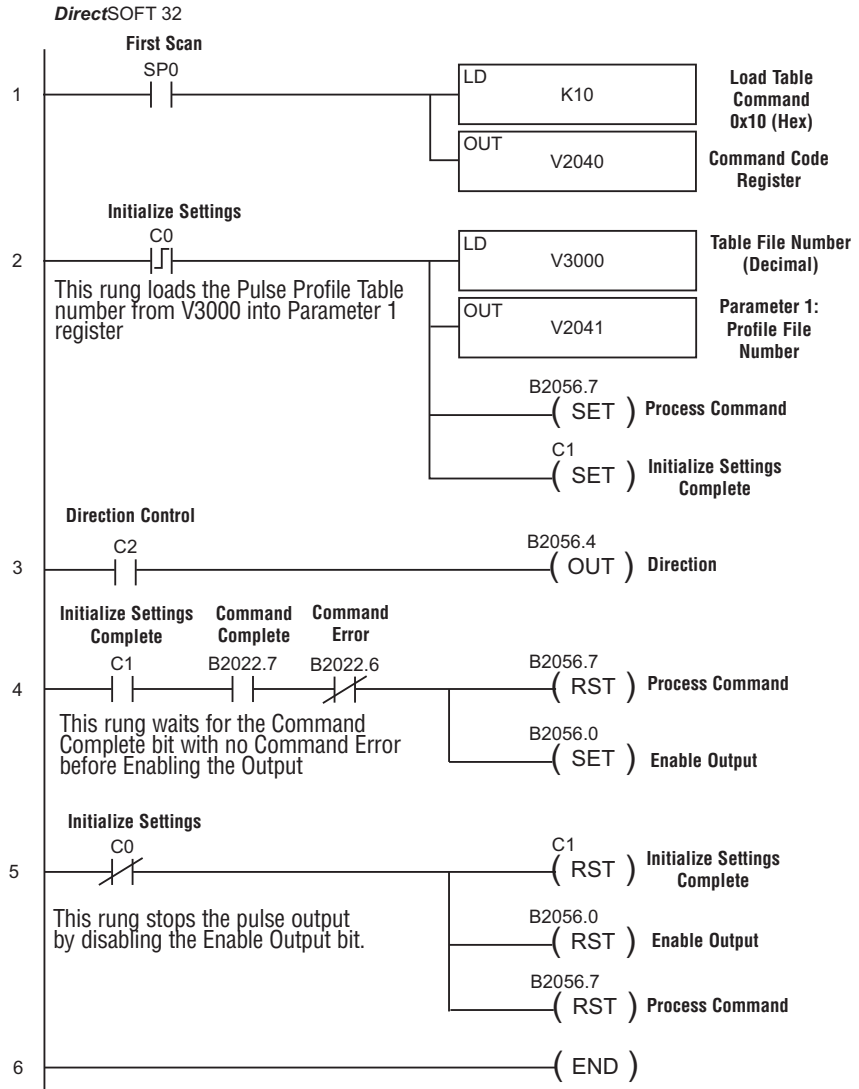 DirectSOFT 32
First Scan
SP0
1
LD
K10
Load Table
Command
0x10 (Hex)
OUT
V2040
Command Code
Register
Initialize Settings
C0
2
LD
V3000
Table File Number
(Decimal)
This rung loads the Pulse Profile Table
number from V3000 into Parameter 1
register
OUT
V2041
Parameter 1:
Profile File
Number
B2056.7
( SET ) Process Command
C1
( SET ) Initialize Settings
Complete
Direction Control
C2
3
B2056.4
( OUT ) Direction
Initialize Settings
Complete
Command
Complete
Command
Error
C1
B2022.7
B2022.6
4
B2056.7
( RST ) Process Command
This rung waits for the Command
Complete bit with no Command Error
before Enabling the Output
B2056.0
( SET ) Enable Output
Initialize Settings
C0
5
C1
( RST ) Initialize Settings
Complete
This rung stops the pulse output
by disabling the Enable Output bit.
B2056.0
( RST ) Enable Output
B2056.7
( RST ) Process Command
6
( END )